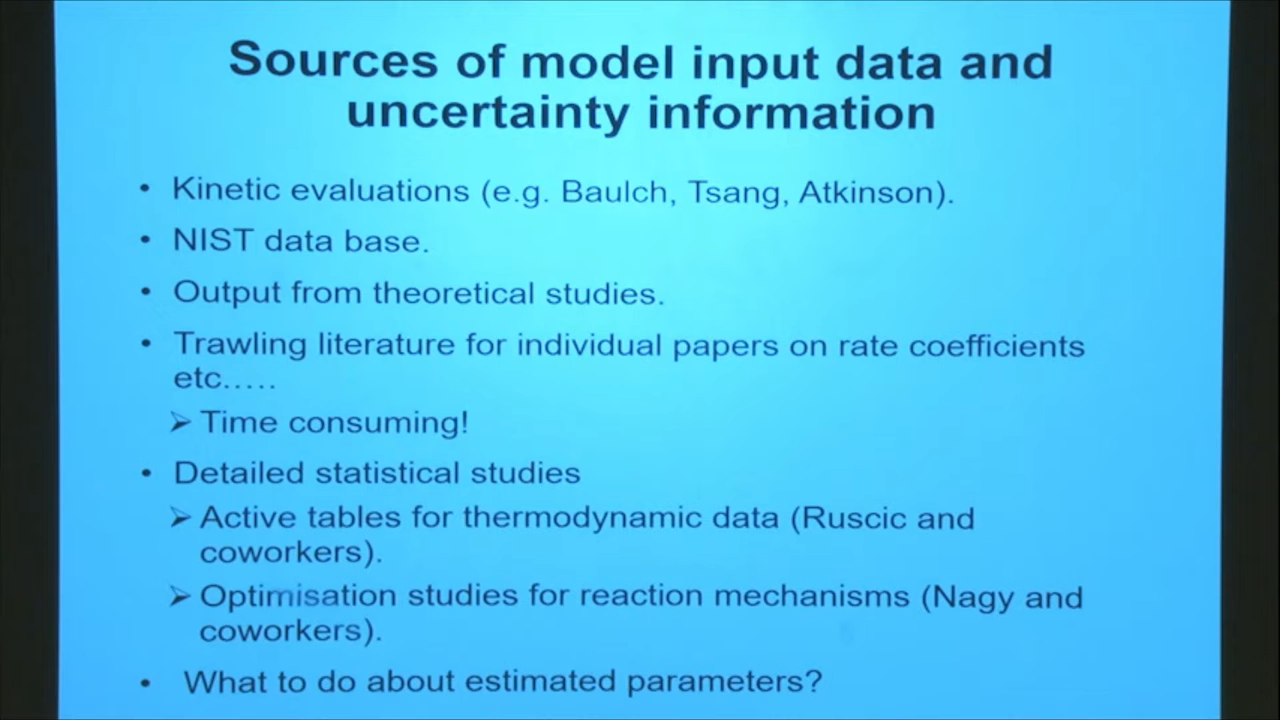 Sources of model input data and
uncertainty information
• Kinetic evaluations (e.g. Baulch, Tsang, Atkinson).
• NIST data base.
• Output from theoretical studies.
• Trawling literature for individual papers on rate coefficients
etc.....
➢ Time consuming!
• Detailed statistical studies
➢ Active tables for thermodynamic data (Ruscic and
coworkers).
➢ Optimisation studies for reaction mechanisms (Nagy and
coworkers).
• What to do about estimated parameters?